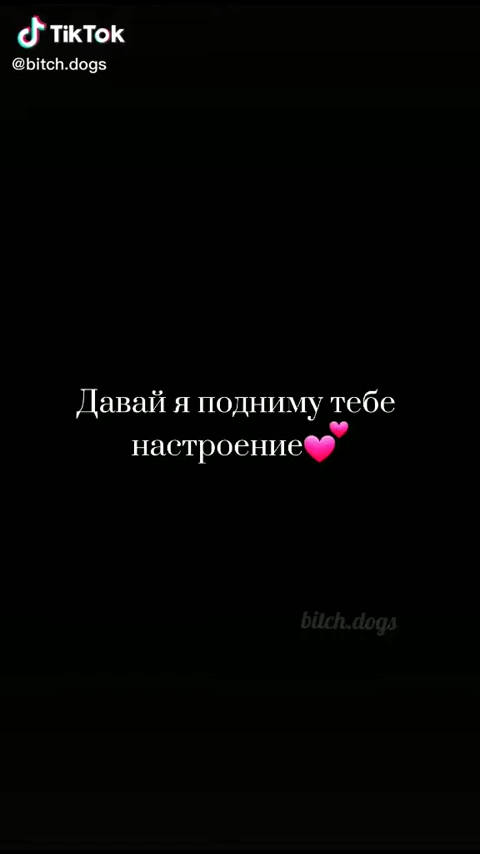 TikTok
@bitch.dogs
Давай я подниму тебе
настроение💕
bitch.dogs